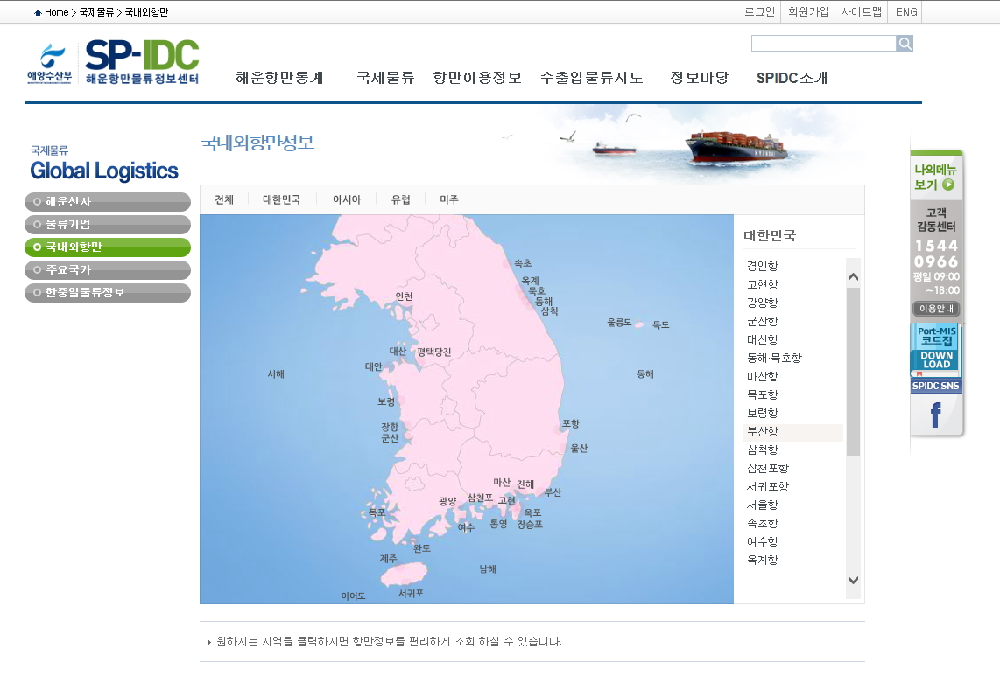 Home > 국제물류 > 국내외항만
로그인 회원가입 사이트맵 ENG
해양수산부
SP-IDC
해운항만물류정보센터
해운항만통계 국제물류 항만이용정보 수출입물류지도 정보마당 SPIDC소개
국제물류
Global Logistics
해운선사
물류기업
국내외항만
주요국가
한중일물류정보
국내외항만정보
HYUNDAI
전체 대한민국 아시아 유럽 미주
속초
옥계
묵호
동해
삼척
인천
울릉도 독도
대산 평택당진
태안
서해
동해
보령
장항
군산
포항
울산
마산 진해
부산
광양 삼천포 고현
목포
옥포
여수 통영 장승포
완도
제주
남해
이어도 서귀포
대한민국
경인항
고현항
광양항
군산항
대산항
동해·묵호항
마산항
목포항
보령항
부산항
삼척항
삼천포항
서귀포항
서울항
속초항
여수항
옥계항
나의메뉴
보기
고객
감동센터
1544
0966
평일 09:00
~18:00
이용안내
Port-MIS
코드집
DOWN
LOAD
SPIDC SNS
f
원하시는 지역을 클릭하시면 항만정보를 편리하게 조회 하실 수 있습니다.